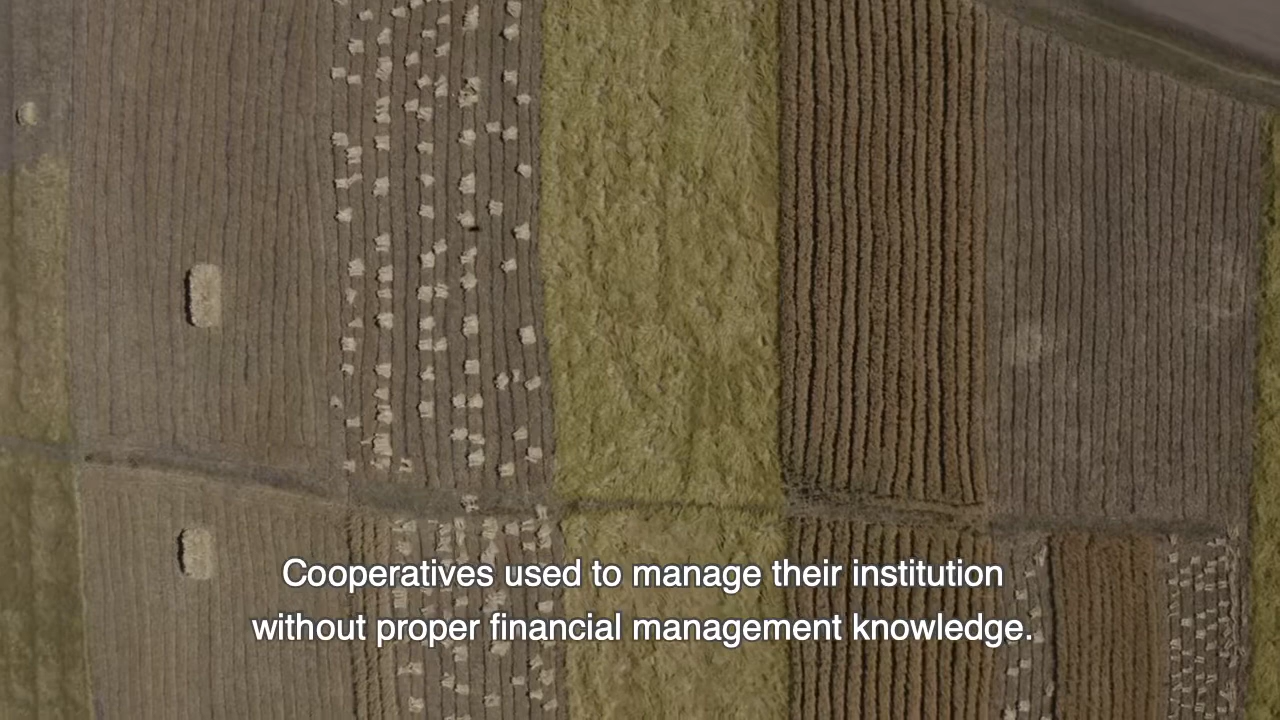 Cooperatives used to manage their institution
without proper financial management knowledge.